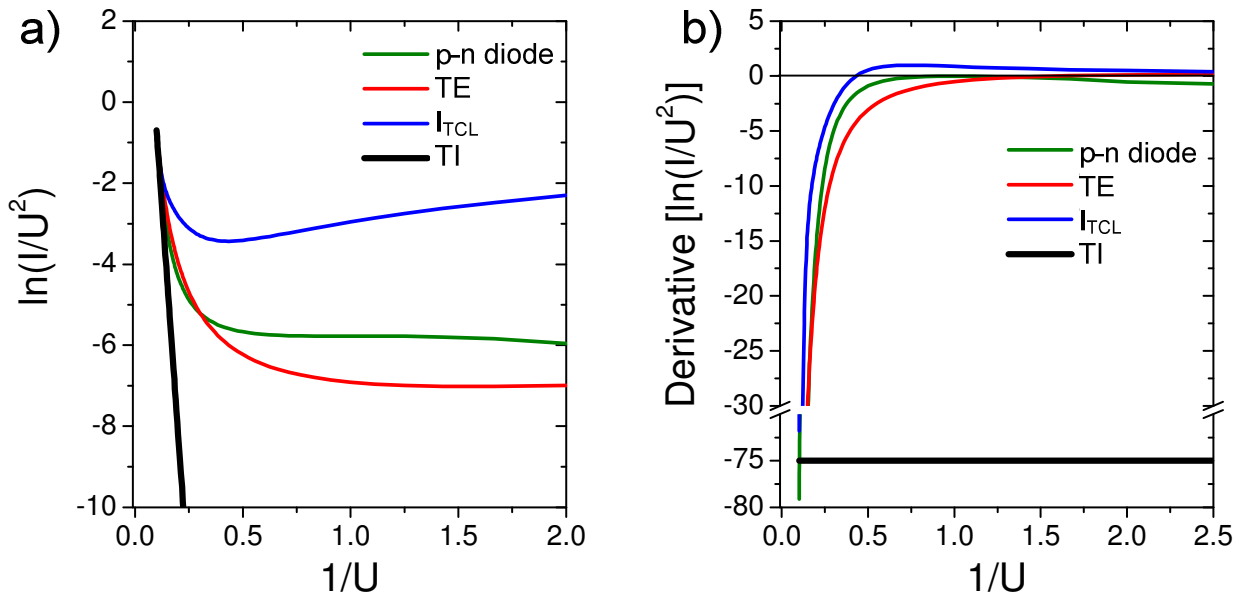 a)
ln(I/U²)
2
0
-2
-4
-6
-8
-10
p-n diode
TE
I_TCL
TI
0.0 0.5 1.0 1.5 2.0
1/U
b)
Derivative [ln(I/U²)]
5
0
-5
-10
-15
-20
-25
-30
-75
-80
p-n diode
TE
I_TCL
TI
0.0 0.5 1.0 1.5 2.0 2.5
1/U